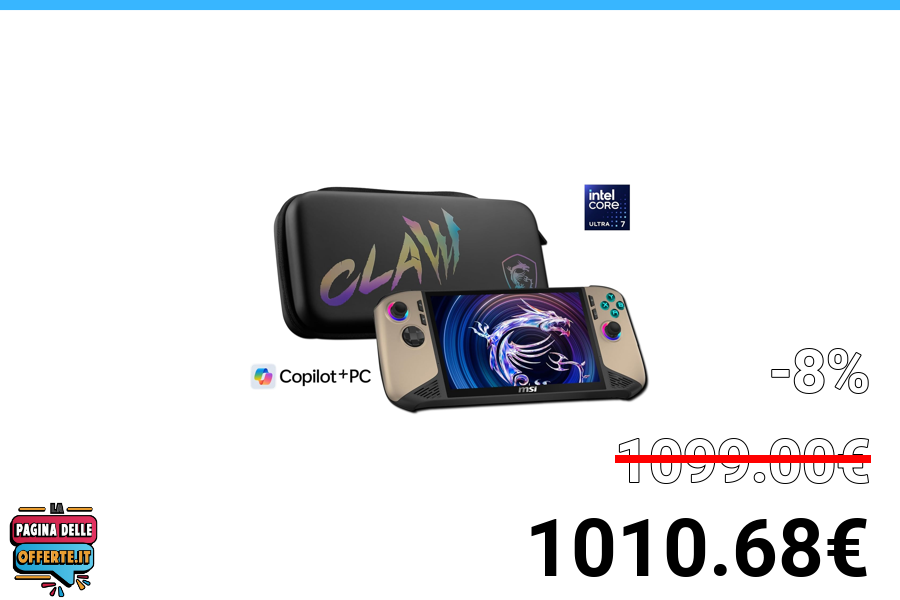 CLAW
intel
CORE
ULTRA 7
msi
Copilot+PC
-8%
1099.00€
1010.68€
LA
PAGINA DELLE
OFFERTE.IT